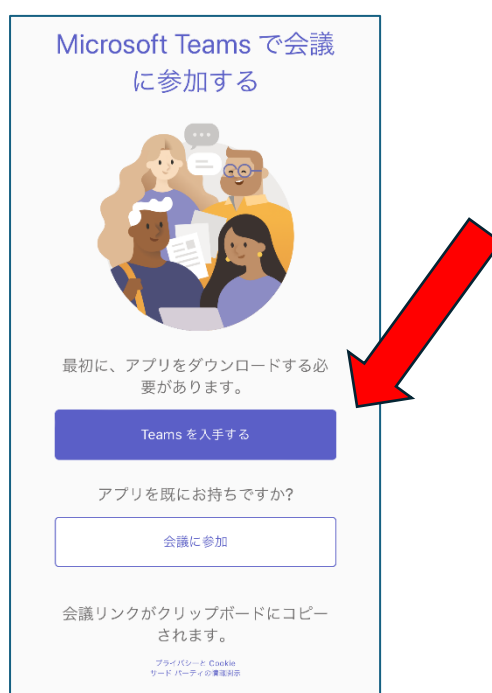 Microsoft Teams で会議
に参加する
最初に、アプリをダウンロードする必
要があります。
Teams を入手する
アプリを既にお持ちですか?
会議に参加
会議リンクがクリップボードにコピー
されます。
プライバシーと Cookie
サード パーティの情報開示